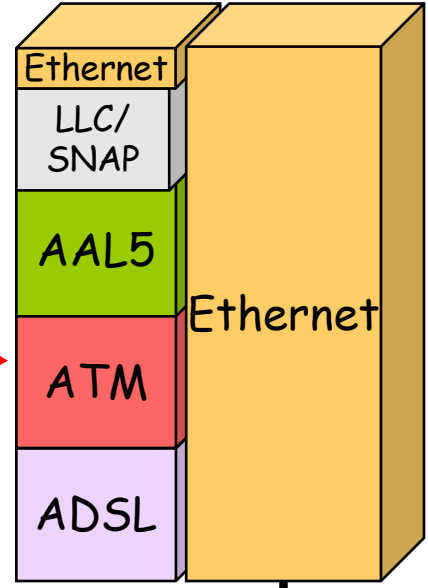 Ethernet
LLC/
SNAP
AAL5
ATM
ADSL
Ethernet